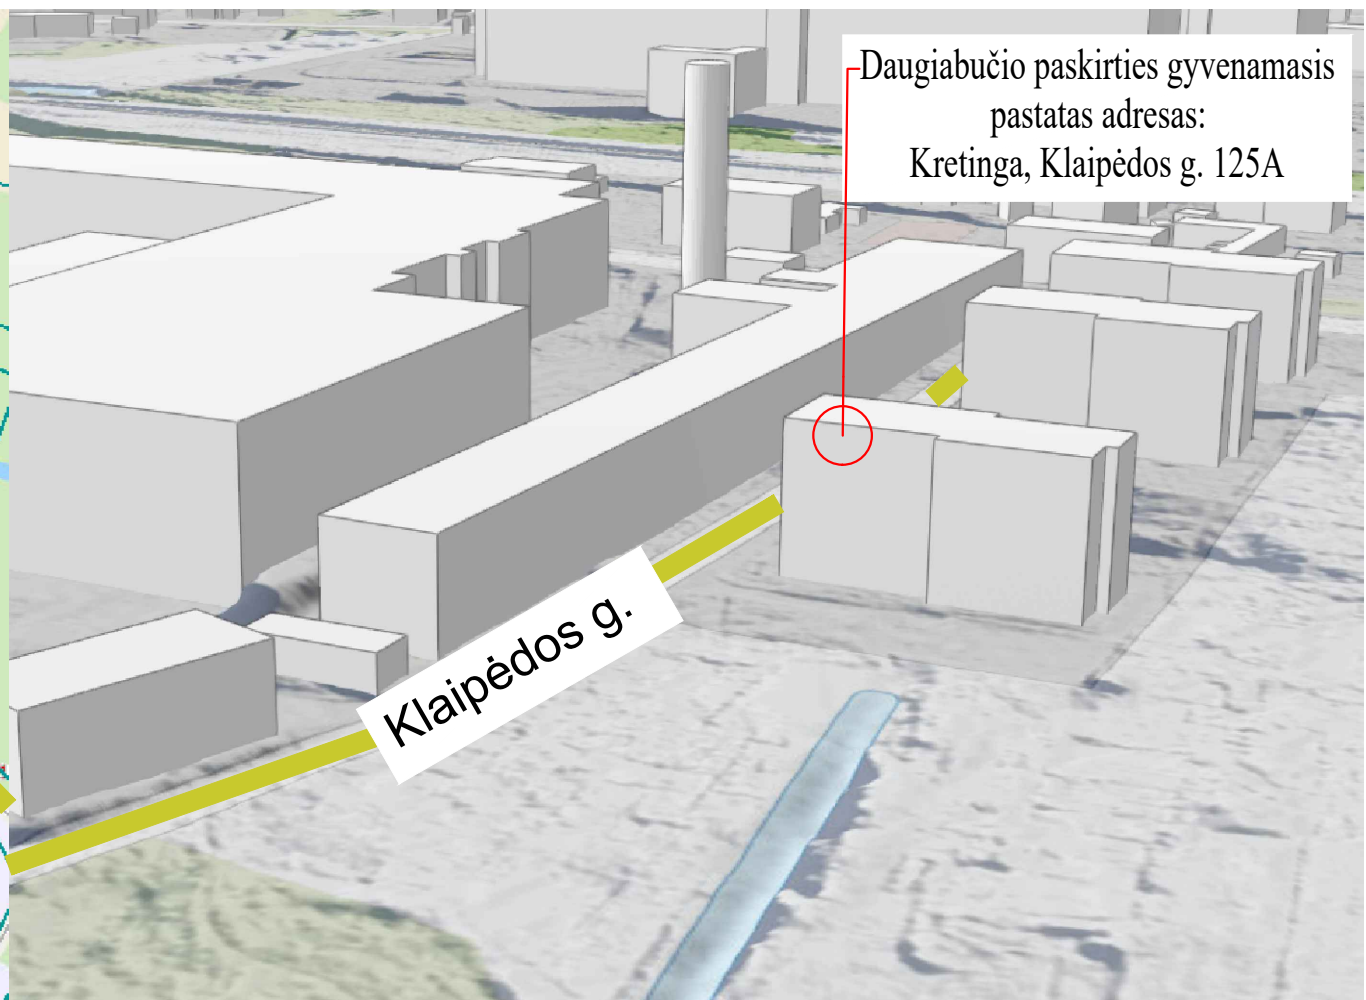 Daugiabučio paskirties gyvenamasis
pastatas adresas:
Kretinga, Klaipėdos g. 125A
Klaipėdos g.